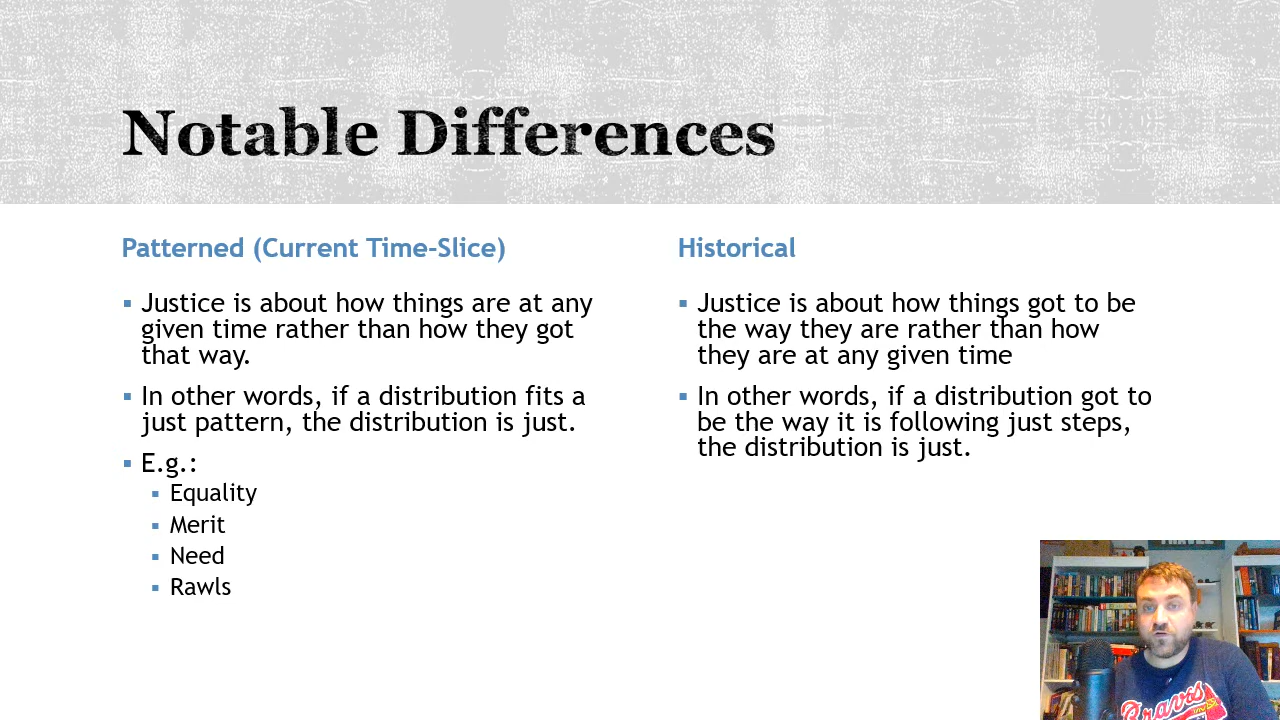 Notable Differences
Patterned (Current Time-Slice)
▪ Justice is about how things are at any
given time rather than how they got
that way.
▪ In other words, if a distribution fits a
just pattern, the distribution is just.
▪ E.g.:
▪ Equality
▪ Merit
▪ Need
▪ Rawls
Historical
▪ Justice is about how things got to be
the way they are rather than how
they are at any given time
▪ In other words, if a distribution got to
be the way it is following just steps,
the distribution is just.
TRAVEL
Braves